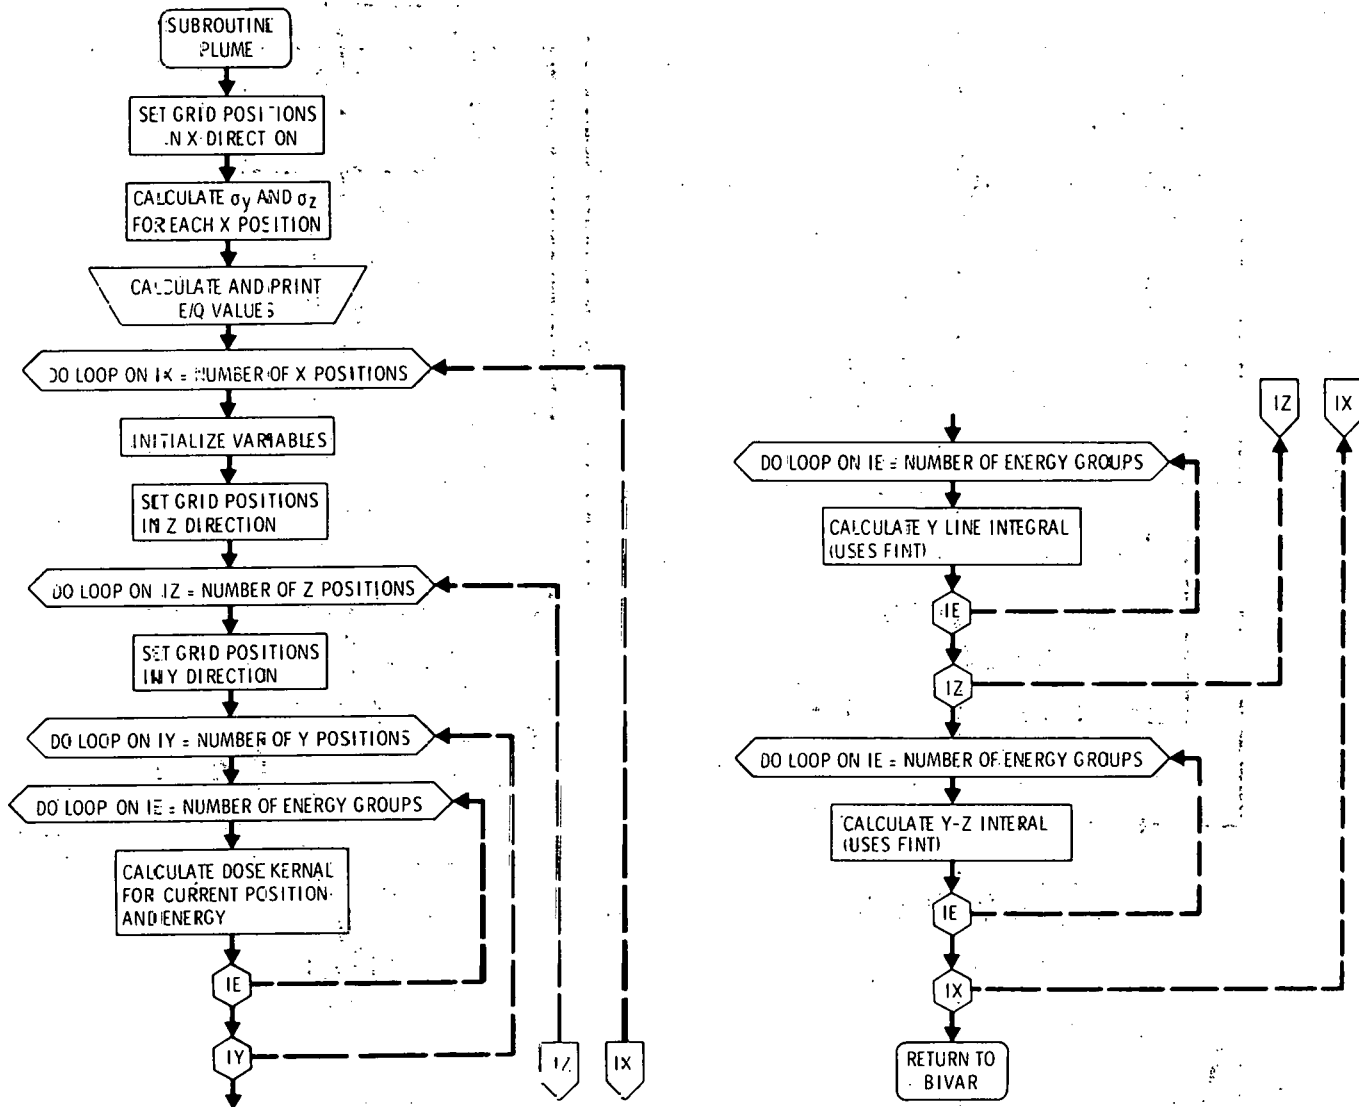 SUBROUTINE
PLUME
SET GRID POSITIONS
IN X DIRECTION
CALCULATE σy AND σz
FOR EACH X POSITION
CALCULATE AND PRINT
E/Q VALUES
DO LOOP ON IX = NUMBER OF X POSITIONS
INITIALIZE VARIABLES
SET GRID POSITIONS
IN Z DIRECTION
DO LOOP ON IZ = NUMBER OF Z POSITIONS
SET GRID POSITIONS
IN Y DIRECTION
DO LOOP ON IY = NUMBER OF Y POSITIONS
DO LOOP ON IE = NUMBER OF ENERGY GROUPS
CALCULATE DOSE KERNAL
FOR CURRENT POSITION
AND ENERGY
IE
IY
IZ
IX
IZ
IX
DO LOOP ON IE = NUMBER OF ENERGY GROUPS
CALCULATE Y LINE INTEGRAL
(USES FINT)
IE
IZ
DO LOOP ON IE = NUMBER OF ENERGY GROUPS
CALCULATE Y-Z INTERAL
(USES FINT)
IE
IX
RETURN TO
BIVAR